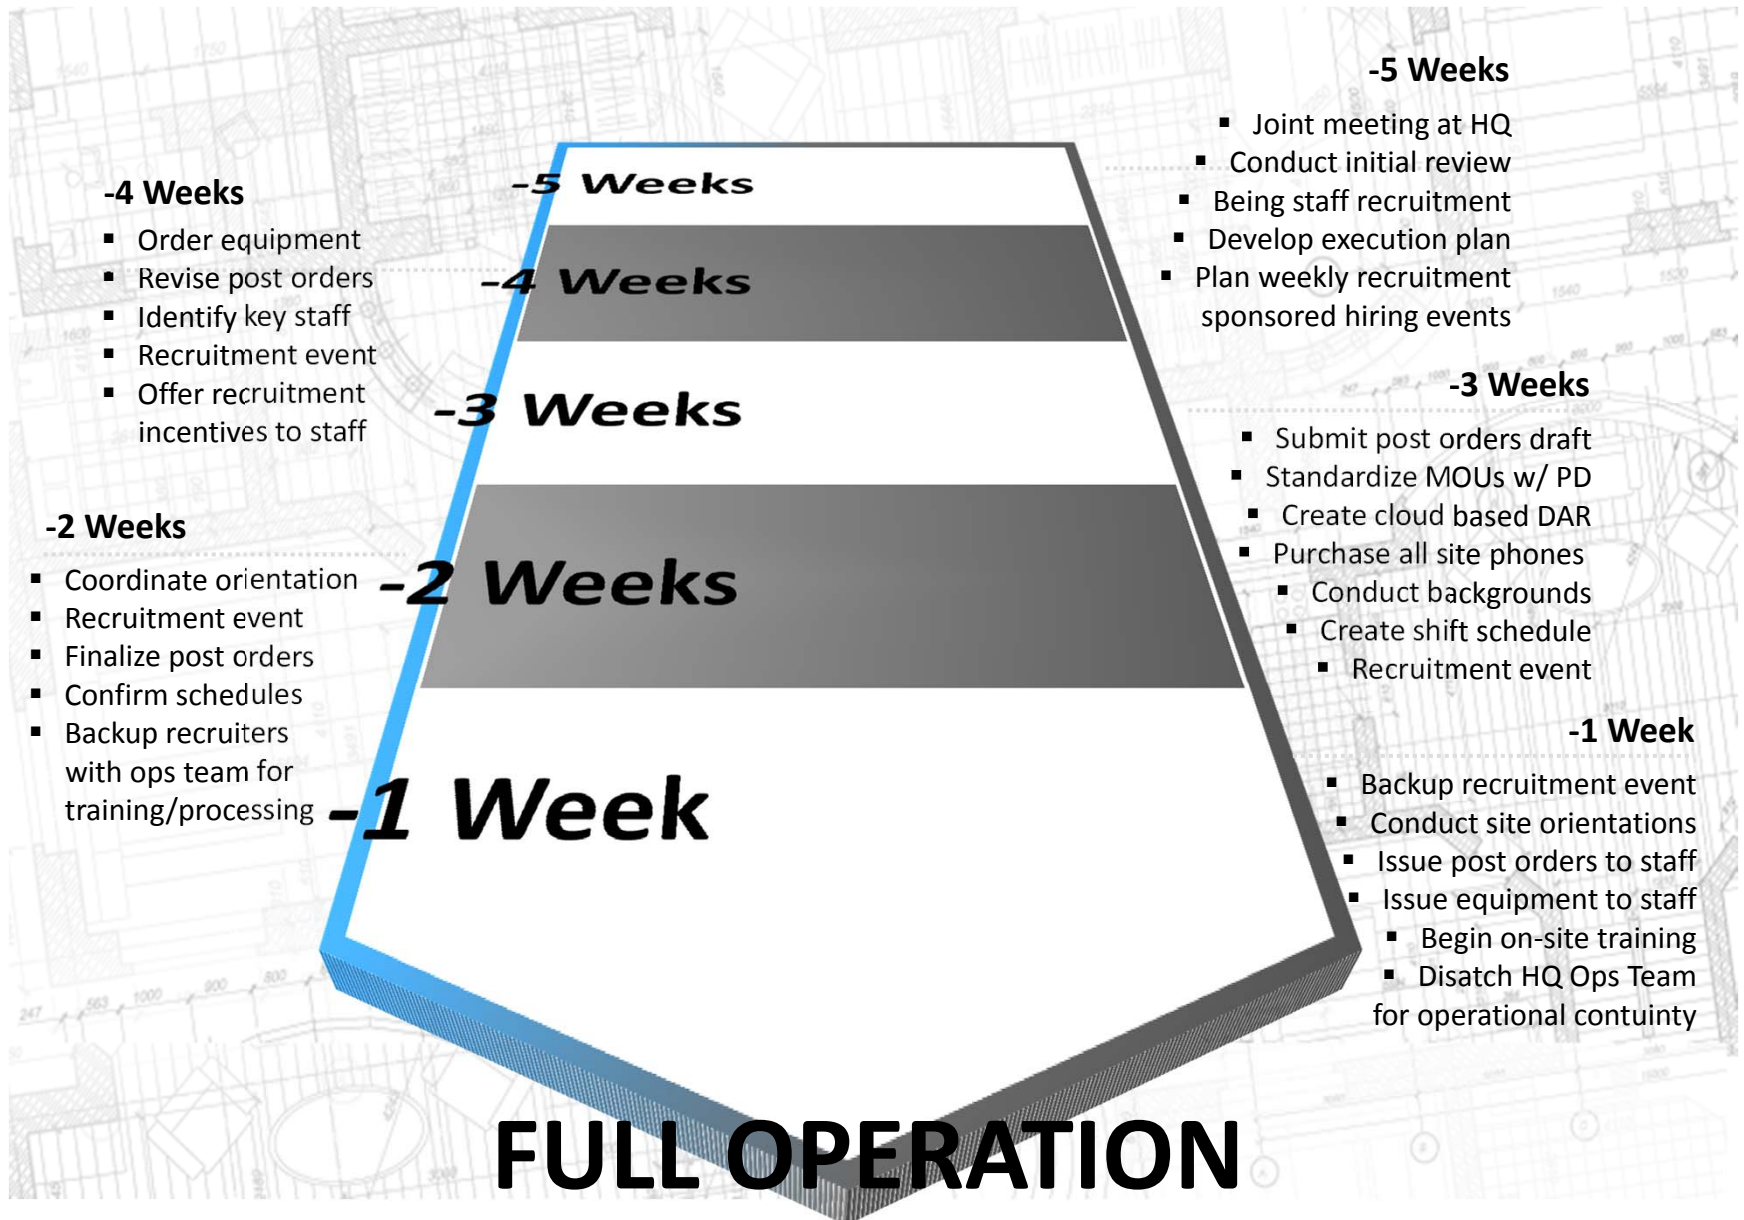 -5 Weeks
▪ Joint meeting at HQ
▪ Conduct initial review
▪ Being staff recruitment
▪ Develop execution plan
▪ Plan weekly recruitment
sponsored hiring events
-4 Weeks
▪ Order equipment
▪ Revise post orders
▪ Identify key staff
▪ Recruitment event
▪ Offer recruitment
incentives to staff
-3 Weeks
▪ Submit post orders draft
▪ Standardize MOUs w/ PD
▪ Create cloud based DAR
▪ Purchase all site phones
▪ Conduct backgrounds
▪ Create shift schedule
▪ Recruitment event
-2 Weeks
▪ Coordinate orientation
▪ Recruitment event
▪ Finalize post orders
▪ Confirm schedules
▪ Backup recruiters
with ops team for
training/processing
-1 Week
▪ Backup recruitment event
▪ Conduct site orientations
▪ Issue post orders to staff
▪ Issue equipment to staff
▪ Begin on-site training
▪ Disatch HQ Ops Team
for operational contuinty
-5 Weeks
-4 Weeks
-3 Weeks
-2 Weeks
-1 Week
FULL OPERATION